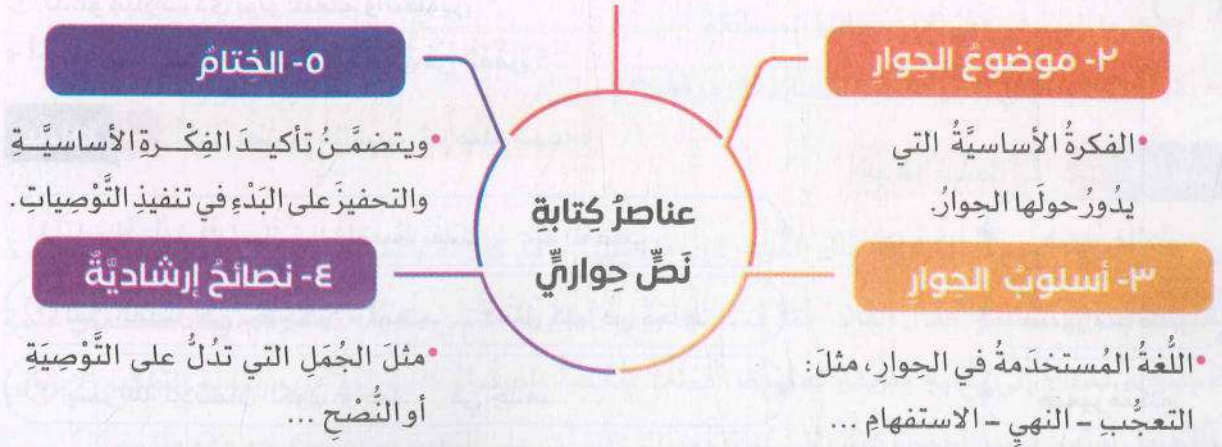 عناصرُ كِتابةِ
نَصٍّ حِواريٍّ
٢- موضوعُ الحِوارِ
•الفكرةُ الأساسيَّةُ التي
يدُورُ حولَها الحِوارُ.
٣- أسلوبُ الحِوارِ
•اللُّغةُ المُستخدَمةُ في الحِوارِ، مثلَ:
التعجُّبِ – النهيِ – الاستفهامِ ...
٤- نصائحُ إرشاديَّةٌ
•مثلَ الجُمَلِ التي تدُلُّ على التَّوْصِيَةِ
أو النُّصْحِ ...
٥- الخِتامُ
•ويتضمَّنُ تأكيدَ الفِكْرةِ الأساسيَّةِ
والتحفيزَ على البَدْءِ في تنفيذِ التَّوْصِياتِ.